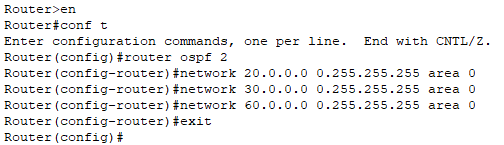 Router>en
Router#conf t
Enter configuration commands, one per line.  End with CNTL/Z.
Router(config)#router ospf 2
Router(config-router)#network 20.0.0.0 0.255.255.255 area 0
Router(config-router)#network 30.0.0.0 0.255.255.255 area 0
Router(config-router)#network 60.0.0.0 0.255.255.255 area 0
Router(config-router)#exit
Router(config)#